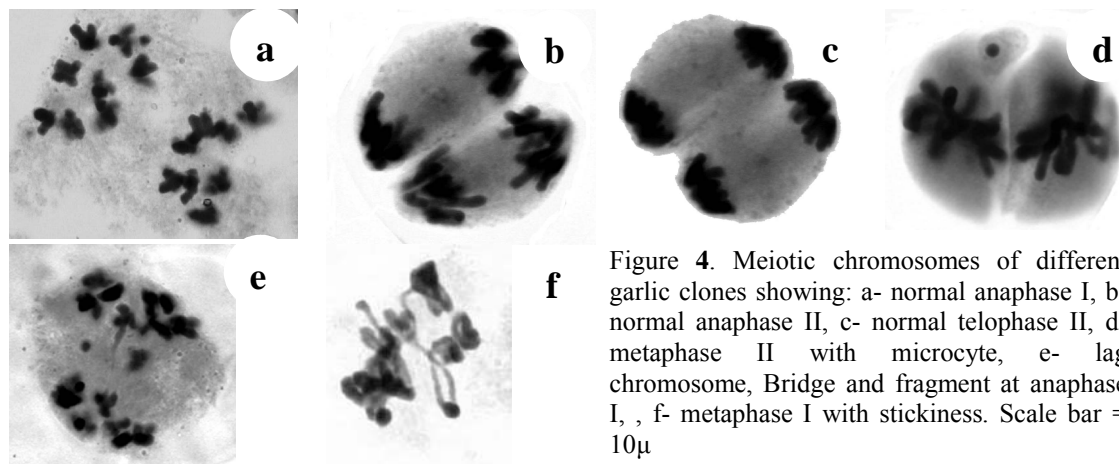 a
b
c
d
e
f
Figure 4. Meiotic chromosomes of differen
garlic clones showing: a- normal anaphase I, b
normal anaphase II, c- normal telophase II, d
metaphase II with microcyte, e- lag
chromosome, Bridge and fragment at anaphase
I, , f- metaphase I with stickiness. Scale bar =
10µ